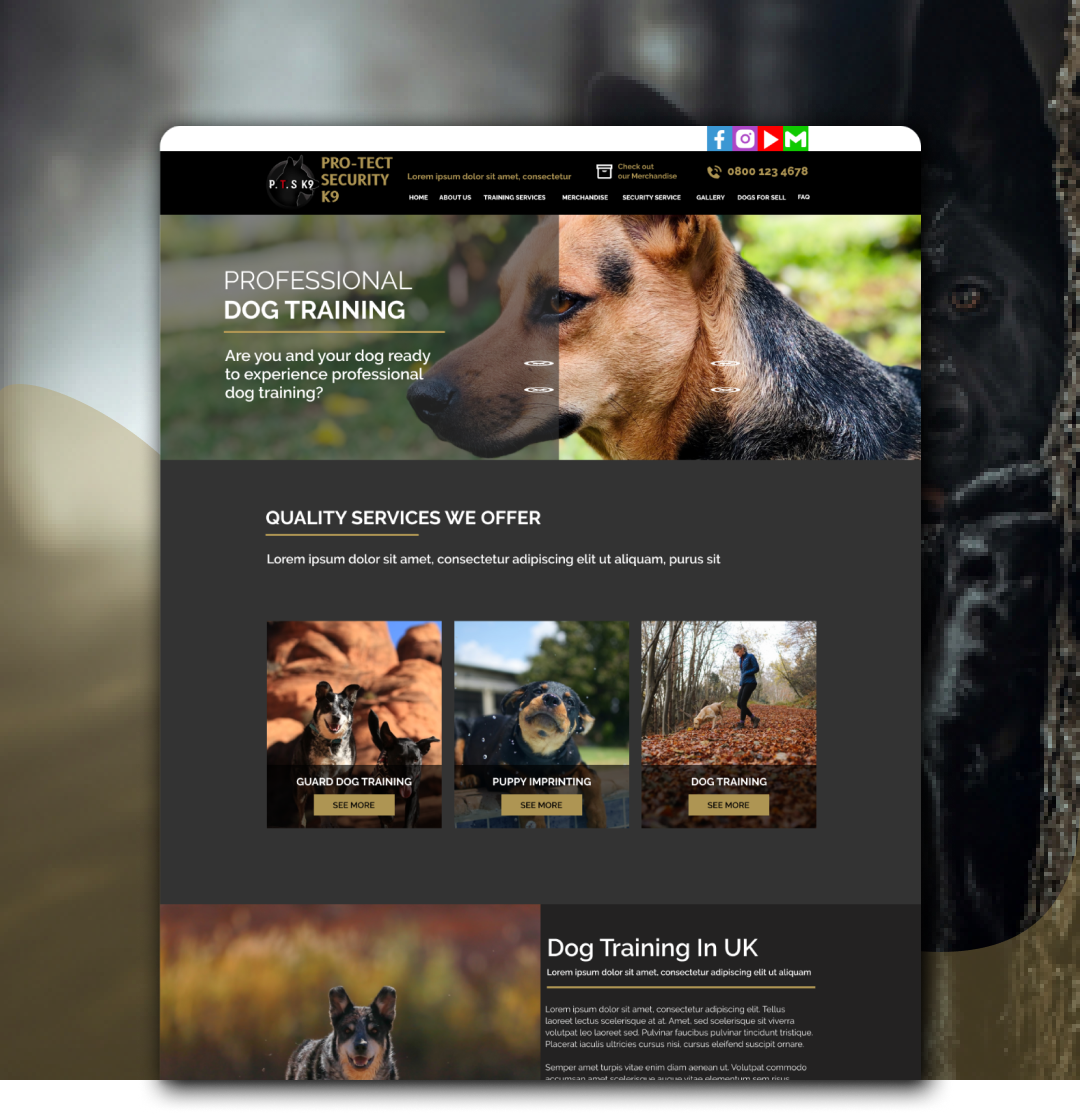 P.T.S K9
PRO-TECT
SECURITY
K9
Lorem ipsum dolor sit amet, consectetur
Check out
our Merchandise
0800 123 4678
HOME ABOUT US TRAINING SERVICES MERCHANDISE SECURITY SERVICE GALLERY DOGS FOR SELL FAQ
PROFESSIONAL
DOG TRAINING
Are you and your dog ready
to experience professional
dog training?
QUALITY SERVICES WE OFFER
Lorem ipsum dolor sit amet, consectetur adipiscing elit ut aliquam, purus sit
GUARD DOG TRAINING
SEE MORE
PUPPY IMPRINTING
SEE MORE
DOG TRAINING
SEE MORE
Dog Training In UK
Lorem ipsum dolor sit amet, consectetur adipiscing elit ut aliquam
Lorem ipsum dolor sit amet, consectetur adipiscing elit. Tellus
laoreet lectus scelerisque at at. Amet, sed scelerisque sit viverra
volutpat leo laoreet sed. Pulvinar faucibus pulvinar tincidunt tristique.
Placerat iaculis ultricies cursus nisi, cursus eleifend suscipit ornare.
Semper amet turpis vitae enim diam aenean ut. Volutpat commodo
accumsan amet scelerisque augue vitae elementum sem risus